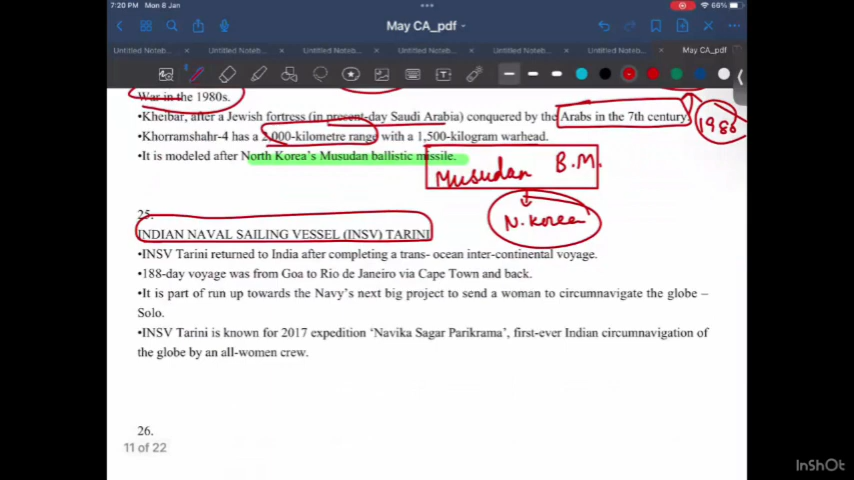 7:20 PM Mon 8 Jan
66%
May CA_pdf
Untitled Noteb...
Untitled Noteb...
Untitled Noteb...
Untitled Noteb...
Untitled Noteb...
Untitled Noteb...
May CA_pdf
War in the 1980s.
•Kheibar, after a Jewish fortress (in present-day Saudi Arabia) conquered by the Arabs in the 7th century.
1986
•Khorramshahr-4 has a 2,000-kilometre range with a 1,500-kilogram warhead.
•It is modeled after North Korea's Musudan ballistic missile.
Musudan B.M.
N. Korea
25.
INDIAN NAVAL SAILING VESSEL (INSV) TARINI
•INSV Tarini returned to India after completing a trans- ocean inter-continental voyage.
•188-day voyage was from Goa to Rio de Janeiro via Cape Town and back.
•It is part of run up towards the Navy's next big project to send a woman to circumnavigate the globe –
Solo.
•INSV Tarini is known for 2017 expedition 'Navika Sagar Parikrama', first-ever Indian circumnavigation of
the globe by an all-women crew.
26.
11 of 22
InShOt